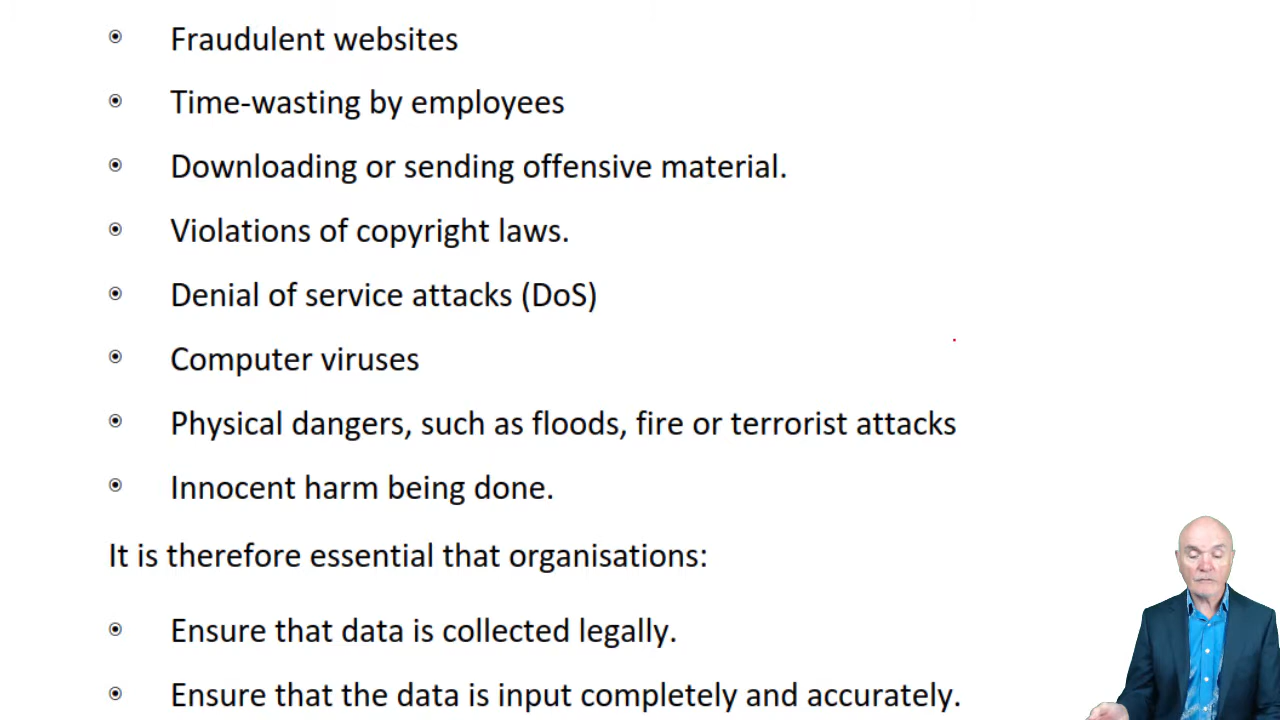 Fraudulent websites
Time-wasting by employees
Downloading or sending offensive material.
Violations of copyright laws.
Denial of service attacks (DoS)
Computer viruses
Physical dangers, such as floods, fire or terrorist attacks
Innocent harm being done.
It is therefore essential that organisations:
Ensure that data is collected legally.
Ensure that the data is input completely and accurately.